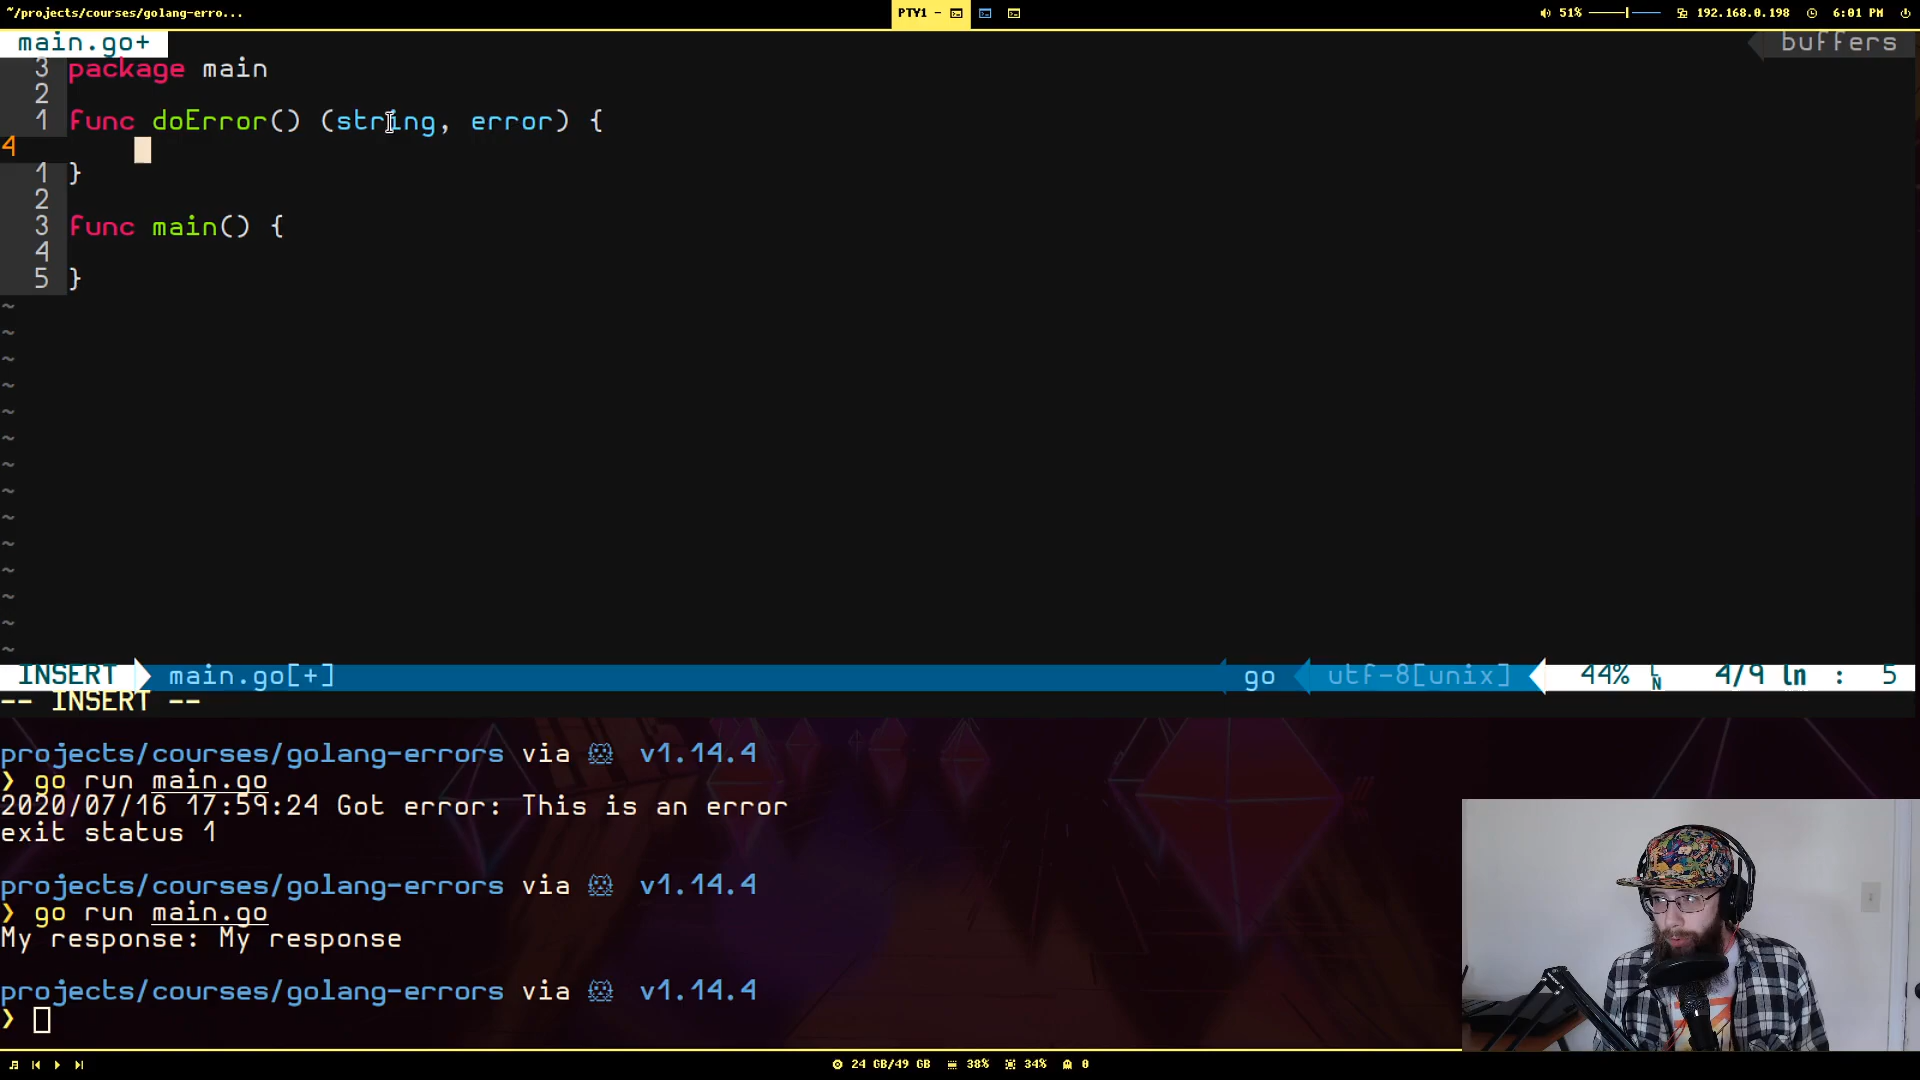 ~/projects/courses/golang-erro... PTY1 - 51% 192.168.0.198 6:01 PM
main.go+ buffers
3 package main
2
1 func doError() (string, error) {
4
1 }
2
3 func main() {
4
5 }
~
~
~
~
~
~
~
~
~
~
~
~
~
~
INSERT main.go[+] go utf-8[unix] 44% LN 4/9 ln : 5
-- INSERT --
projects/courses/golang-errors via v1.14.4
❯ go run main.go
2020/07/16 17:59:24 Got error: This is an error
exit status 1
projects/courses/golang-errors via v1.14.4
❯ go run main.go
My response: My response
projects/courses/golang-errors via v1.14.4
❯
24 GB/49 GB 38% 34% 0